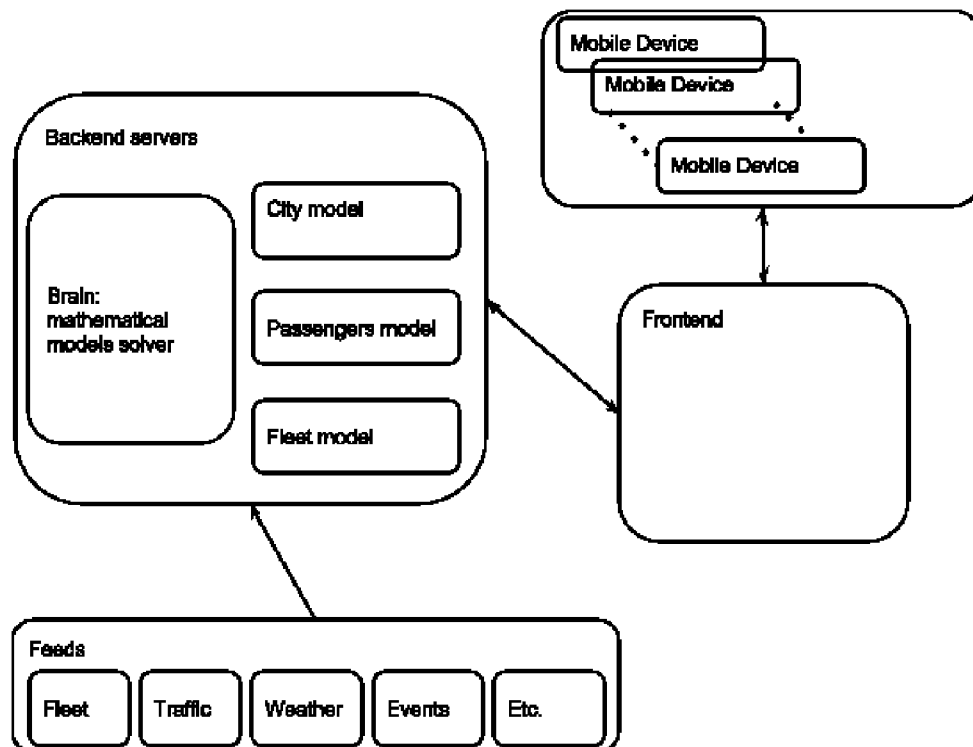 Mobile Device
Mobile Device
Mobile Device
Backend servers
City model
Brain:
mathematical
models solver
Passengers model
Fleet model
Frontend
Feeds
Fleet
Traffic
Weather
Events
Etc.